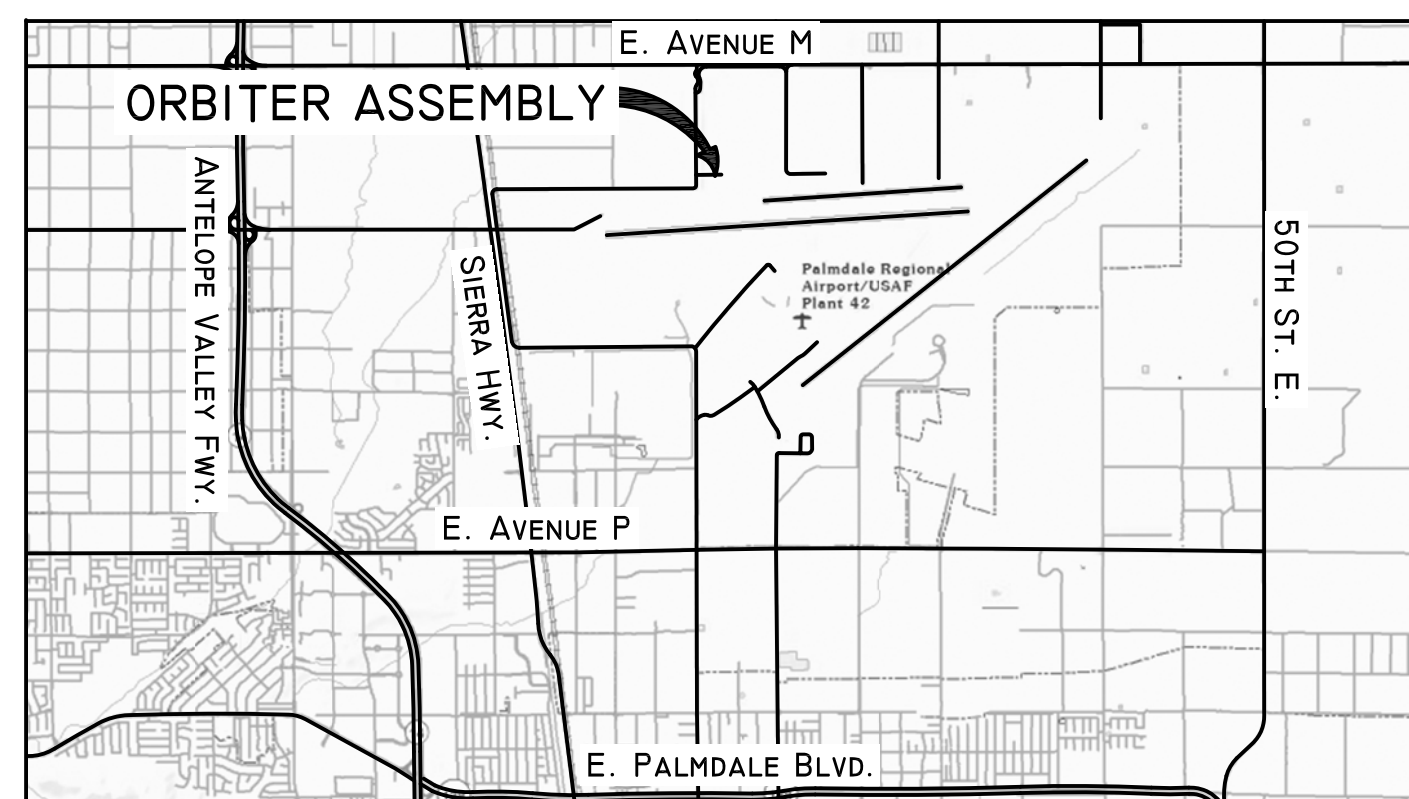 E. AVENUE M
ORBITER ASSEMBLY
ANTELOPE VALLEY FWY.
SIERRA HWY.
50TH ST. E.
Palmdale Regional
Airport/USAF
Plant 42
E. AVENUE P
E. PALMDALE BLVD.